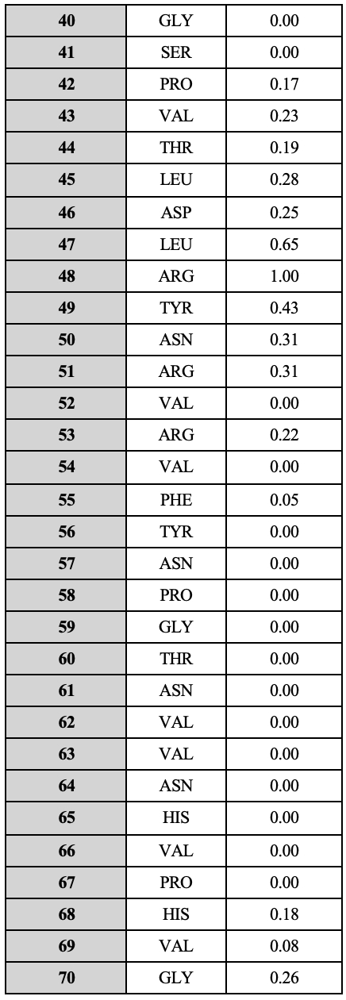 40 GLY 0.00
41 SER 0.00
42 PRO 0.17
43 VAL 0.23
44 THR 0.19
45 LEU 0.28
46 ASP 0.25
47 LEU 0.65
48 ARG 1.00
49 TYR 0.43
50 ASN 0.31
51 ARG 0.31
52 VAL 0.00
53 ARG 0.22
54 VAL 0.00
55 PHE 0.05
56 TYR 0.00
57 ASN 0.00
58 PRO 0.00
59 GLY 0.00
60 THR 0.00
61 ASN 0.00
62 VAL 0.00
63 VAL 0.00
64 ASN 0.00
65 HIS 0.00
66 VAL 0.00
67 PRO 0.00
68 HIS 0.18
69 VAL 0.08
70 GLY 0.26